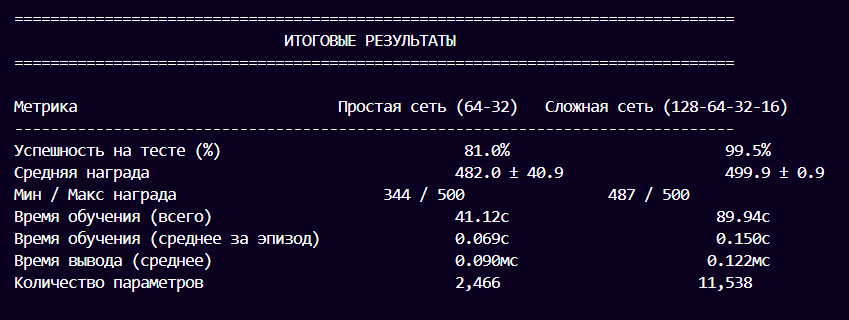 ================================================================================
ИТОГОВЫЕ РЕЗУЛЬТАТЫ
================================================================================
Метрика Простая сеть (64-32) Сложная сеть (128-64-32-16)
--------------------------------------------------------------------------------
Успешность на тесте (%) 81.0% 99.5%
Средняя награда 482.0 ± 40.9 499.9 ± 0.9
Мин / Макс награда 344 / 500 487 / 500
Время обучения (всего) 41.12с 89.94с
Время обучения (среднее за эпизод) 0.069с 0.150с
Время вывода (среднее) 0.090мс 0.122мс
Количество параметров 2,466 11,538